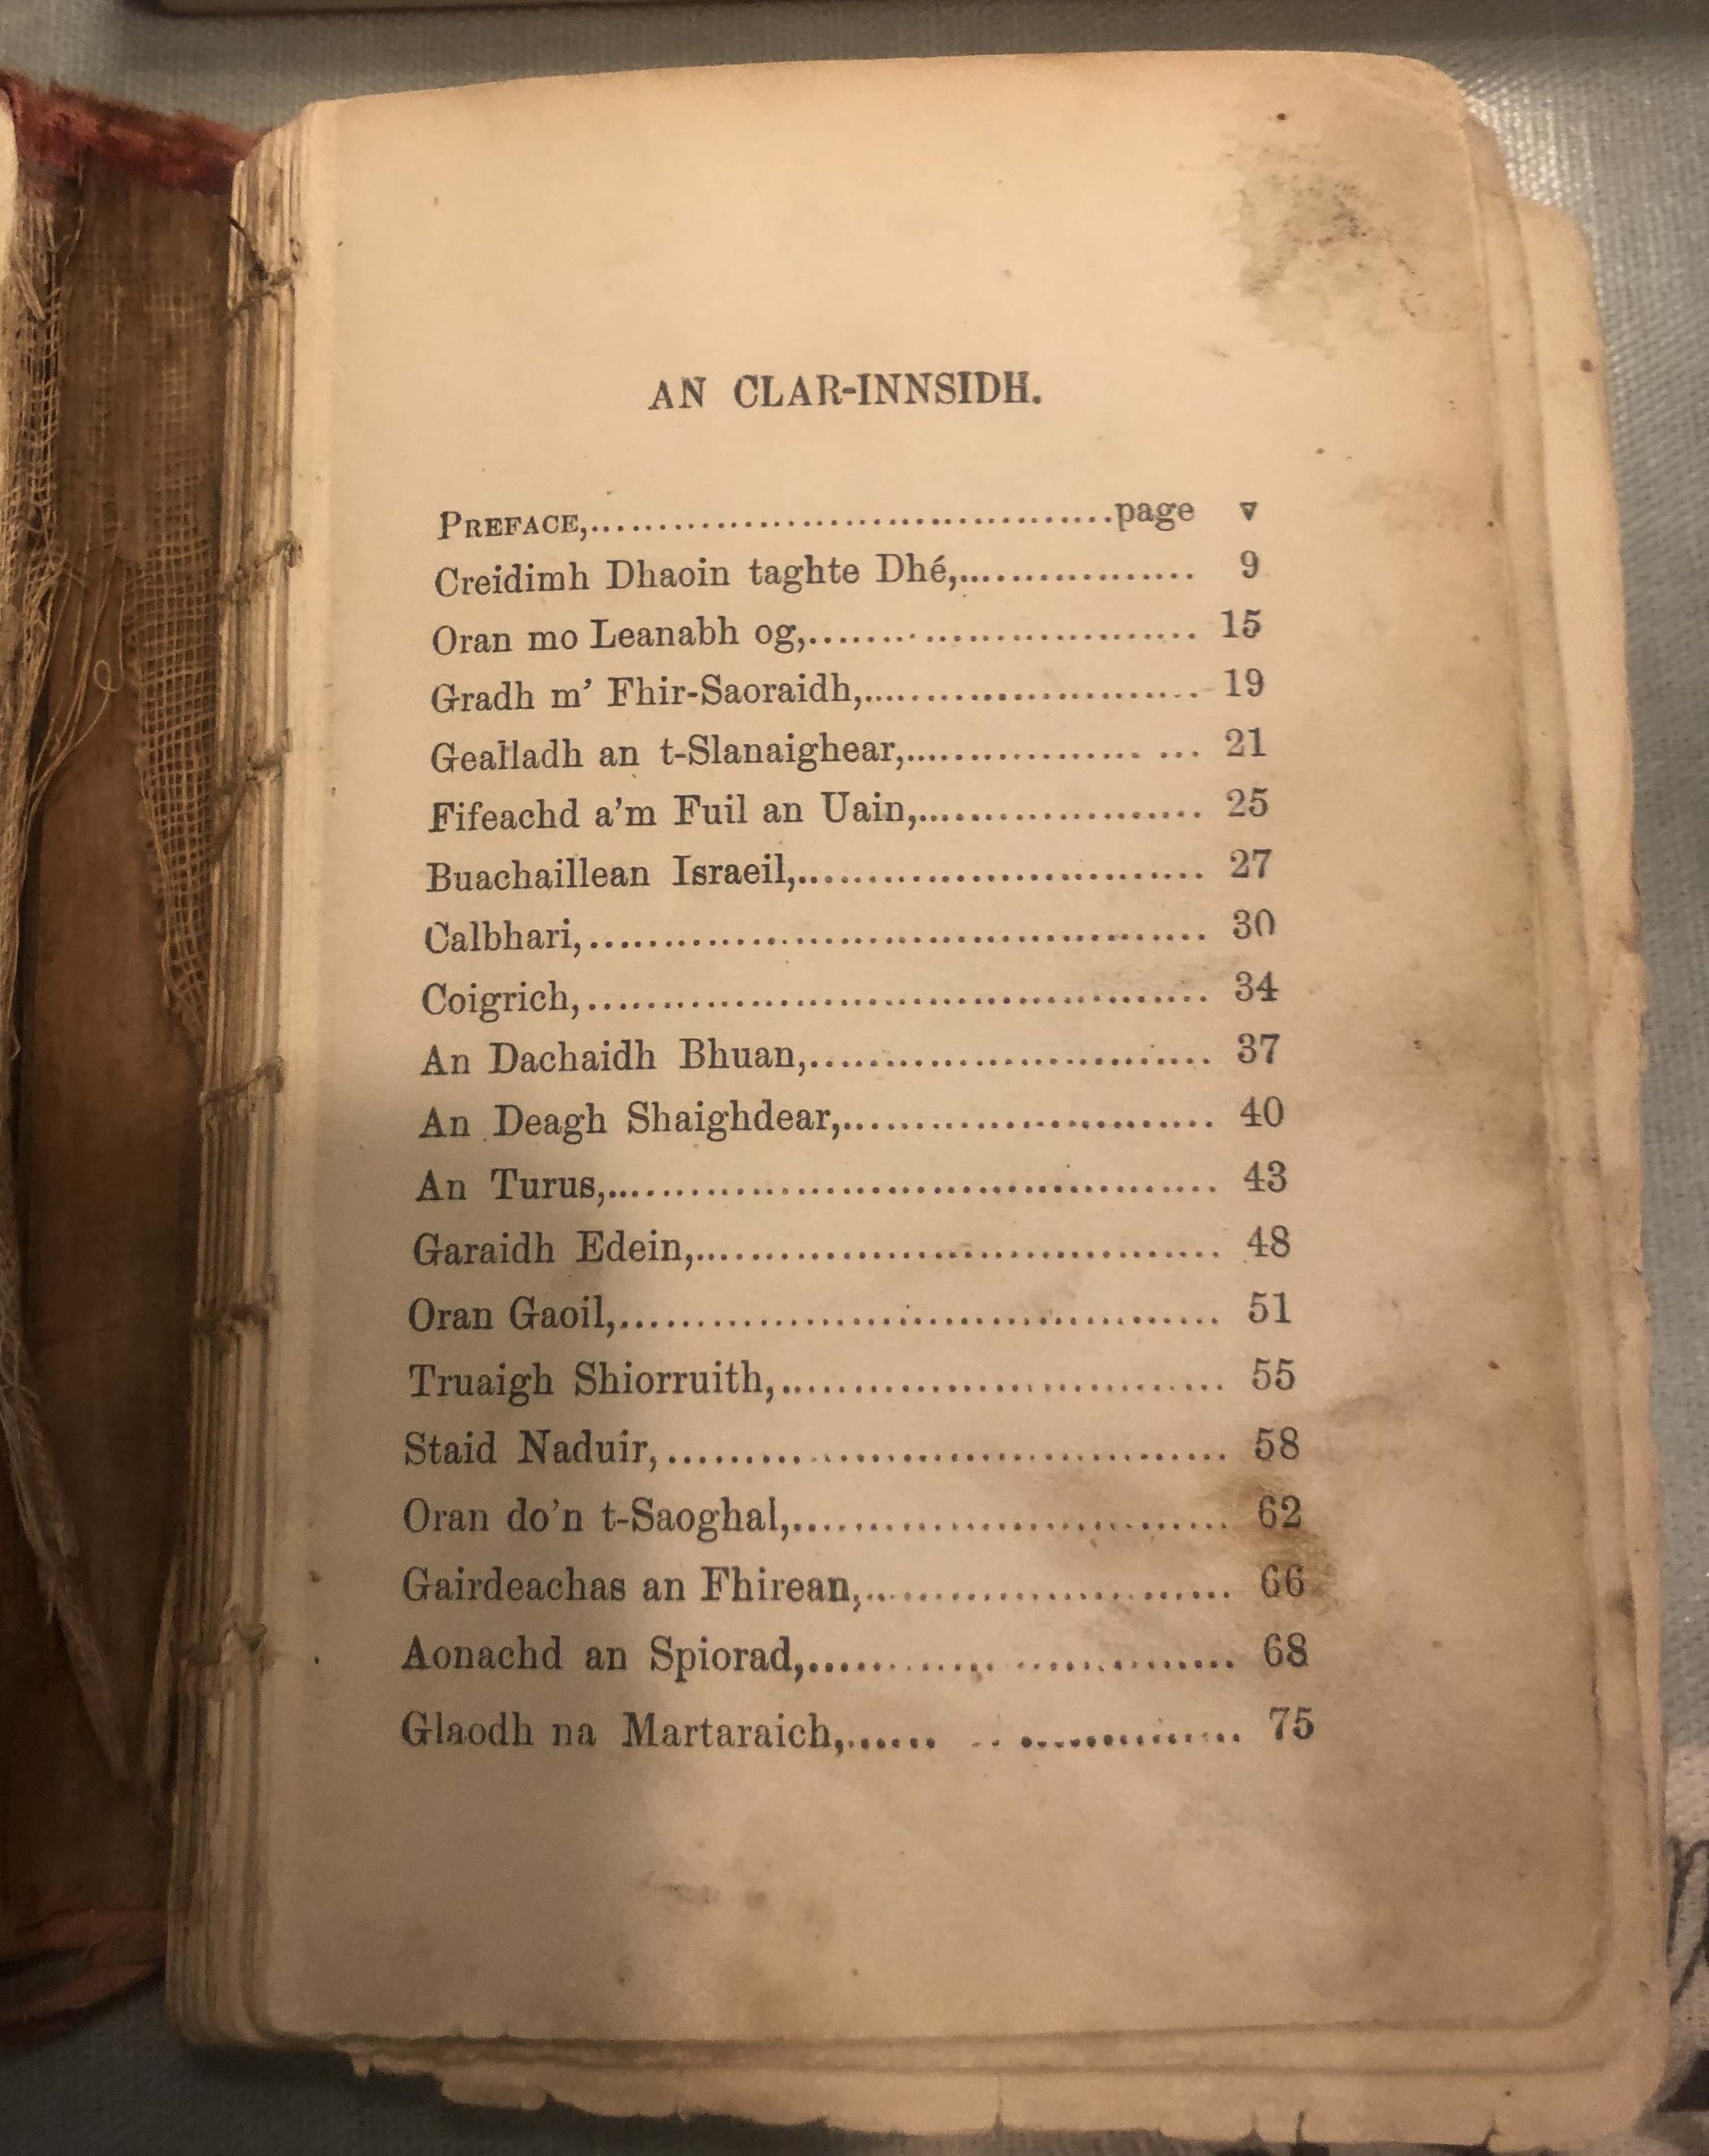 AN CLAR-INNSIDH.
PREFACE,......................................page v
Creidimh Dhaoin taghte Dhé,................. 9
Oran mo Leanabh og,............................ 15
Gradh m' Fhir-Saoraidh,........................ 19
Gealladh an t-Slanaighear,................. ... 21
Fifeachd a'm Fuil an Uain,.................... 25
Buachaillean Israeil,............................. 27
Calbhari,........................................... 30
Coigrich,........................................... 34
An Dachaidh Bhuan,............................ 37
An Deagh Shaighdear,.......................... 40
An Turus,.......................................... 43
Garaidh Edein,.................................... 48
Oran Gaoil,........................................ 51
Truaigh Shiorruith,............................... 55
Staid Naduir,...................................... 58
Oran do'n t-Saoghal,............................. 62
Gairdeachas an Fhirean,......................... 66
Aonachd an Spiorad,............. ............... 68
Glaodh na Martaraich,...... .. ............... 75